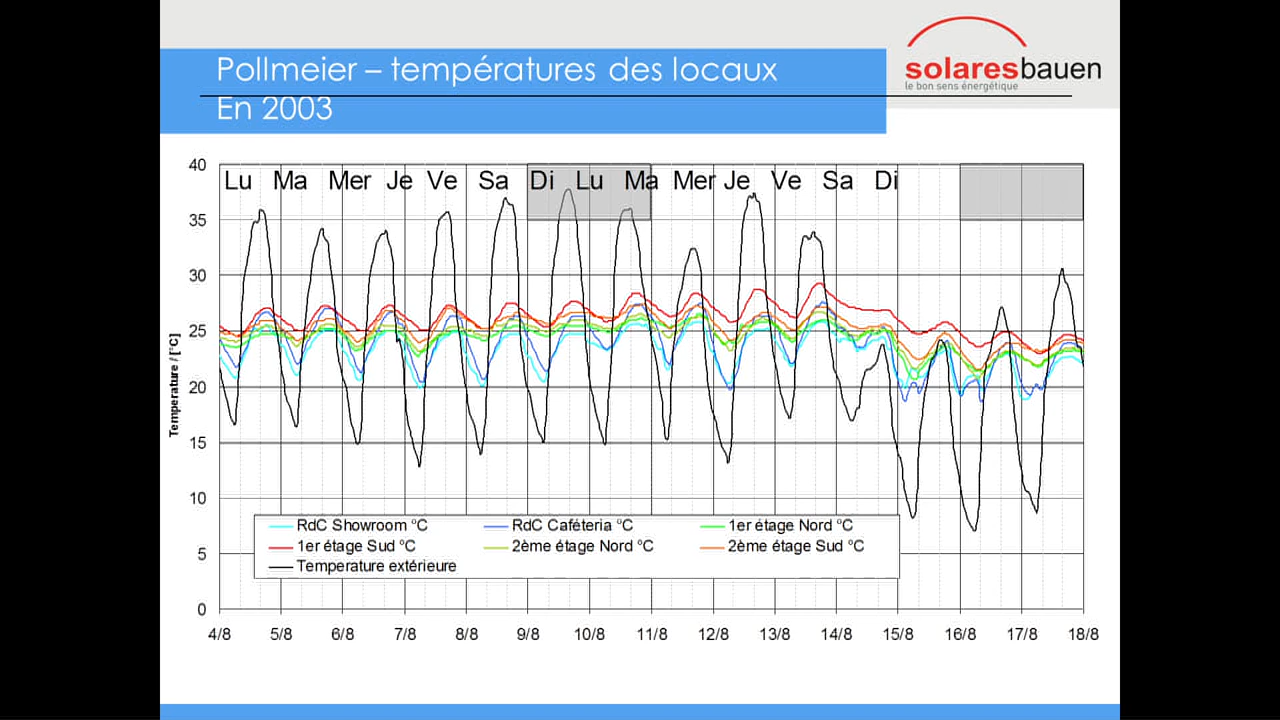 Pollmeier – températures des locaux
En 2003
solaresbauen
le bon sens énergétique
40
Lu Ma Mer Je Ve Sa Di Lu Ma Mer Je Ve Sa Di
35
30
25
20
15
10
5
0
Temperature / [°C]
RdC Showroom °C RdC Caféteria °C 1er étage Nord °C
1er étage Sud °C 2ème étage Nord °C 2ème étage Sud °C
Temperature extérieure
4/8 5/8 6/8 7/8 8/8 9/8 10/8 11/8 12/8 13/8 14/8 15/8 16/8 17/8 18/8